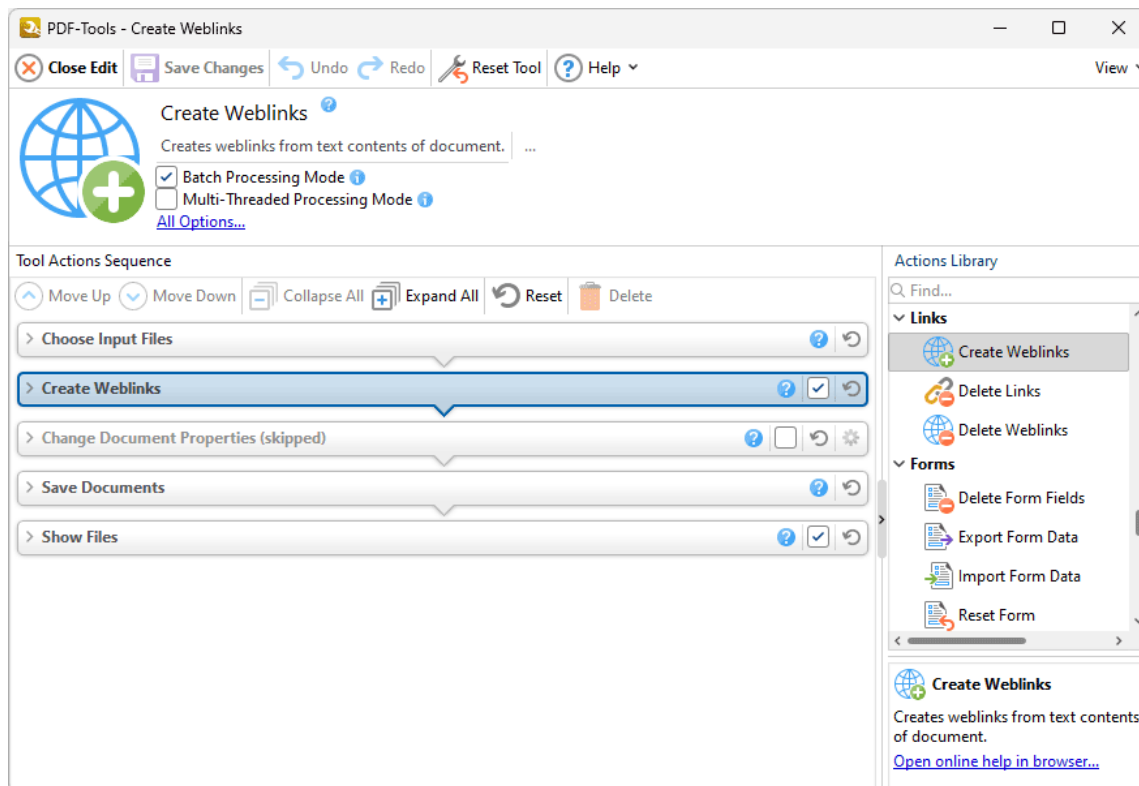 PDF-Tools - Create Weblinks
Close Edit Save Changes Undo Redo Reset Tool ? Help View
Create Weblinks ?
Creates weblinks from text contents of document. ...
Batch Processing Mode i
Multi-Threaded Processing Mode i
All Options...
Tool Actions Sequence
Move Up Move Down Collapse All Expand All Reset Delete
Choose Input Files ?
Create Weblinks ?
Change Document Properties (skipped) ?
Save Documents ?
Show Files ?
Actions Library
Find...
Links
Create Weblinks
Delete Links
Delete Weblinks
Forms
Delete Form Fields
Export Form Data
Import Form Data
Reset Form
Create Weblinks
Creates weblinks from text contents
of document.
Open online help in browser...